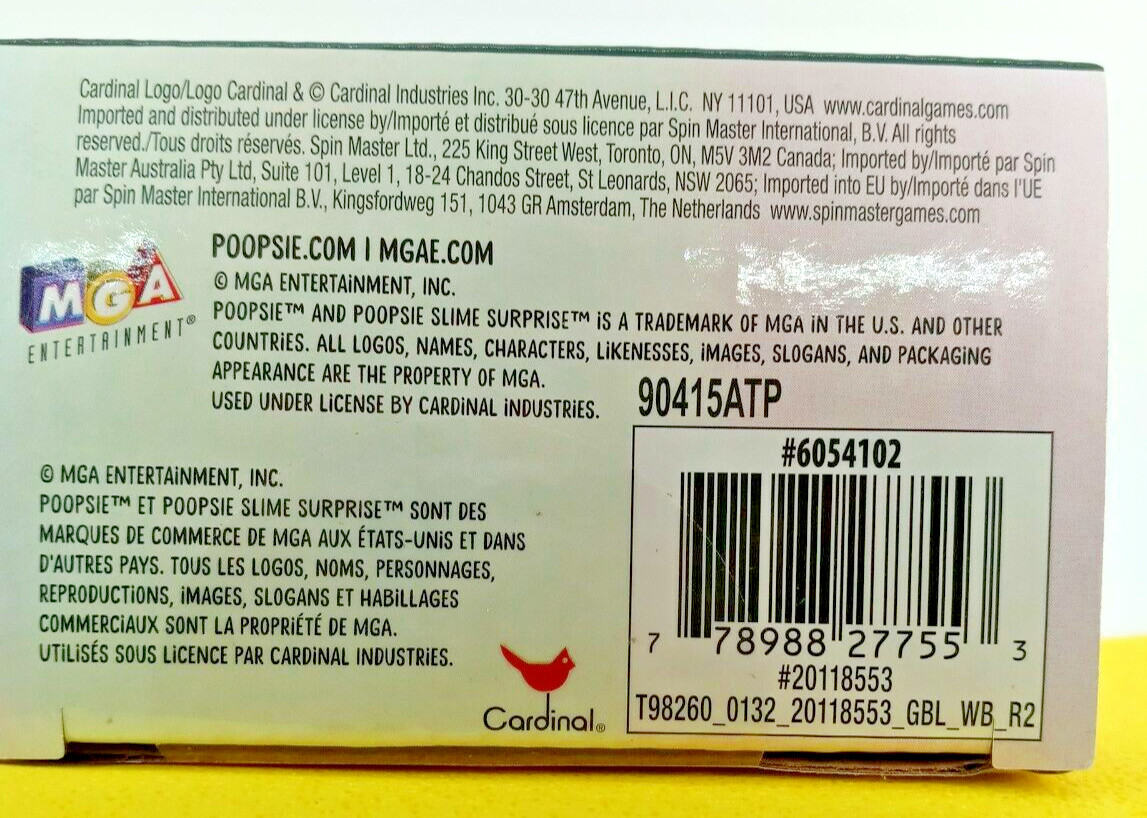 Cardinal Logo/Logo Cardinal & © Cardinal Industries Inc. 30-30 47th Avenue, L.I.C. NY 11101, USA www.cardinalgames.com
Imported and distributed under license by/Importé et distribué sous licence par Spin Master International, B.V. All rights
reserved./Tous droits réservés. Spin Master Ltd., 225 King Street West, Toronto, ON, M5V 3M2 Canada; Imported by/Importé par Spin
Master Australia Pty Ltd, Suite 101, Level 1, 18-24 Chandos Street, St Leonards, NSW 2065; Imported into EU by/Importé dans l'UE
par Spin Master International B.V., Kingsfordweg 151, 1043 GR Amsterdam, The Netherlands www.spinmastergames.com
MGA
ENTERTAINMENT®
POOPSIE.COM | MGAE.COM
© MGA ENTERTAiNMENT, INC.
POOPSIE™ AND POOPSIE SLIME SURPRISE™ iS A TRADEMARK OF MGA iN THE U.S. AND OTHER
COUNTRiES. ALL LOGOS, NAMES, CHARACTERS, LiKENESSES, iMAGES, SLOGANS, AND PACKAGiNG
APPEARANCE ARE THE PROPERTY OF MGA.
USED UNDER LiCENSE BY CARDiNAL iNDUSTRiES.
90415ATP
© MGA ENTERTAiNMENT, INC.
POOPSIE™ ET POOPSIE SLIME SURPRISE™ SONT DES
MARQUES DE COMMERCE DE MGA AUX ÉTATS-UNiS ET DANS
D'AUTRES PAYS. TOUS LES LOGOS, NOMS, PERSONNAGES,
REPRODUCTiONS, iMAGES, SLOGANS ET HABiLLAGES
COMMERCiAUX SONT LA PROPRiÉTÉ DE MGA.
UTiLiSÉS SOUS LiCENCE PAR CARDiNAL INDUSTRiES.
Cardinal®
#6054102
7 78988 27755 3
#20118553
T98260_0132_20118553_GBL_WB_R2